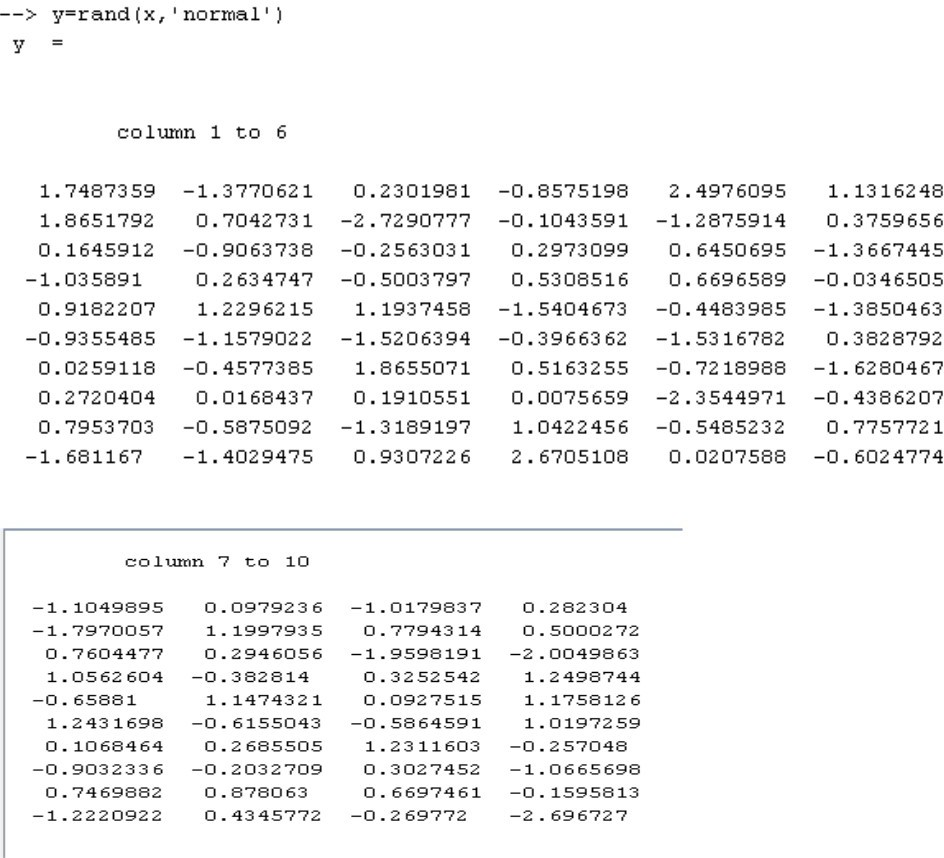 --> y=rand(x,'normal')
y =
column 1 to 6
1.7487359 -1.3770621 0.2301981 -0.8575198 2.4976095 1.1316248
1.8651792 0.7042731 -2.7290777 -0.1043591 -1.2875914 0.3759656
0.1645912 -0.9063738 -0.2563031 0.2973099 0.6450695 -1.3667445
-1.035891 0.2634747 -0.5003797 0.5308516 0.6696589 -0.0346505
0.9182207 1.2296215 1.1937458 -1.5404673 -0.4483985 -1.3850463
-0.9355485 -1.1579022 -1.5206394 -0.3966362 -1.5316782 0.3828792
0.0259118 -0.4577385 1.8655071 0.5163255 -0.7218988 -1.6280467
0.2720404 0.0168437 0.1910551 0.0075659 -2.3544971 -0.4386207
0.7953703 -0.5875092 -1.3189197 1.0422456 -0.5485232 0.7757721
-1.681167 -1.4029475 0.9307226 2.6705108 0.0207588 -0.6024774
column 7 to 10
-1.1049895 0.0979236 -1.0179837 0.282304
-1.7970057 1.1997935 0.7794314 0.5000272
0.7604477 0.2946056 -1.9598191 -2.0049863
1.0562604 -0.382814 0.3252542 1.2498744
-0.65881 1.1474321 0.0927515 1.1758126
1.2431698 -0.6155043 -0.5864591 1.0197259
0.1068464 0.2685505 1.2311603 -0.257048
-0.9032336 -0.2032709 0.3027452 -1.0665698
0.7469882 0.878063 0.6697461 -0.1595813
-1.2220922 0.4345772 -0.269772 -2.696727